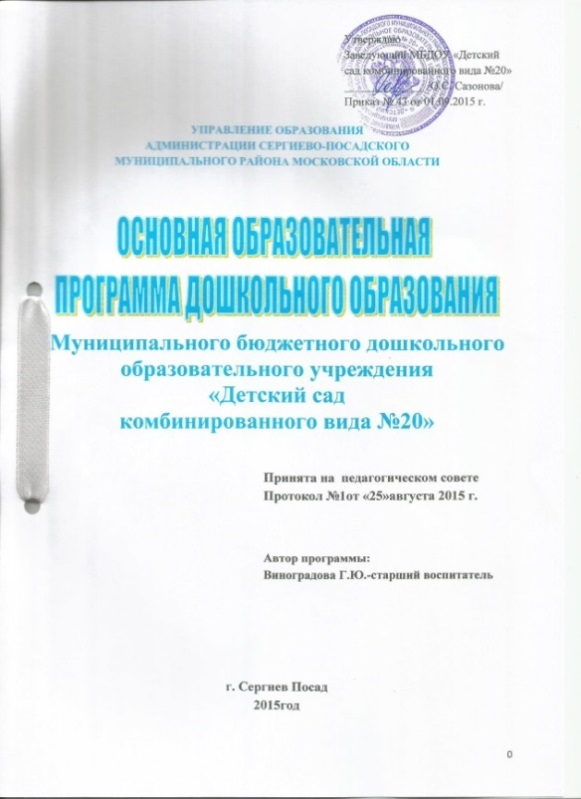 Утверждаю
Заведующий МБДОУ «Детский
сад комбинированного вида №20»
/О.С. Сазонова/
Приказ № 43 от 01.09.2015 г.
УПРАВЛЕНИЕ ОБРАЗОВАНИЯ
АДМИНИСТРАЦИИ СЕРГИЕВО-ПОСАДСКОГО
МУНИЦИПАЛЬНОГО РАЙОНА МОСКОВСКОЙ ОБЛАСТИ
ОСНОВНАЯ ОБРАЗОВАТЕЛЬНАЯ
ПРОГРАММА ДОШКОЛЬНОГО ОБРАЗОВАНИЯ
Муниципального бюджетного дошкольного
образовательного учреждения
«Детский сад
комбинированного вида №20»
Принята на педагогическом совете
Протокол №1от «25»августа 2015 г.
Автор программы:
Виноградова Г.Ю.-старший воспитатель
г. Сергиев Посад
2015год
0